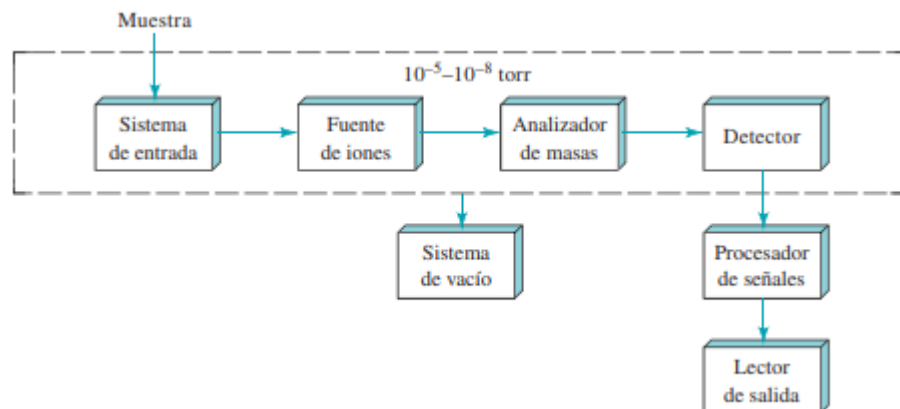 Muestra
10⁻⁵–10⁻⁸ torr
Sistema
de entrada
Fuente
de iones
Analizador
de masas
Detector
Sistema
de vacío
Procesador
de señales
Lector
de salida